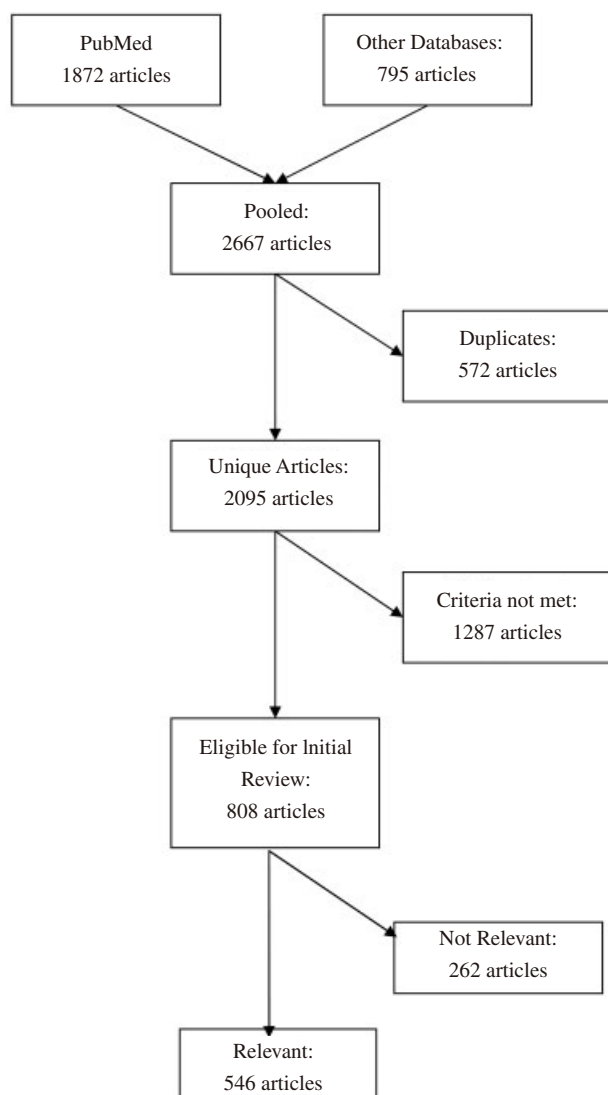 PubMed
1872 articles
Other Databases:
795 articles
Pooled:
2667 articles
Duplicates:
572 articles
Unique Articles:
2095 articles
Criteria not met:
1287 articles
Eligible for lnitial
Review:
808 articles
Not Relevant:
262 articles
Relevant:
546 articles